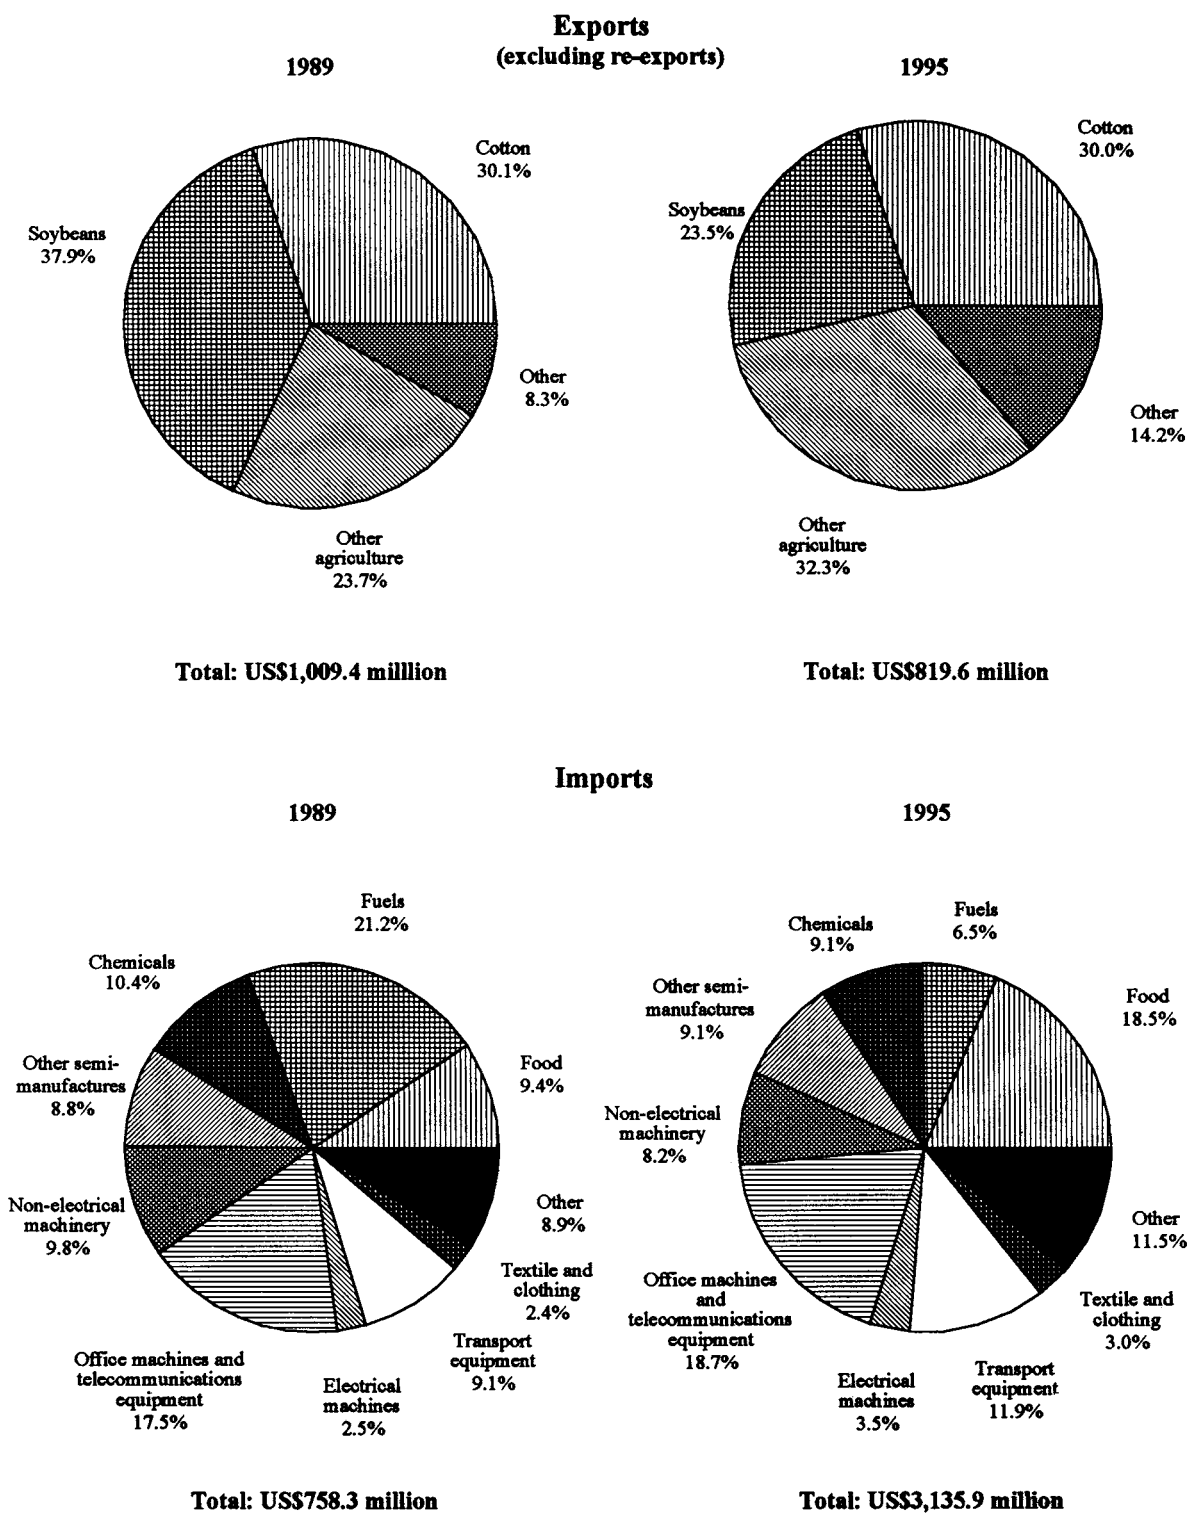 Exports
(excluding re-exports)
1989
1995
Cotton
30.1%
Soybeans
37.9%
Other
8.3%
Other
agriculture
23.7%
Total: US$1,009.4 milllion
Cotton
30.0%
Soybeans
23.5%
Other
14.2%
Other
agriculture
32.3%
Total: US$819.6 million
Imports
1989
1995
Fuels
21.2%
Chemicals
10.4%
Other semi-
manufactures
8.8%
Food
9.4%
Non-electrical
machinery
9.8%
Other
8.9%
Textile and
clothing
2.4%
Transport
equipment
9.1%
Office machines and
telecommunications
equipment
17.5%
Electrical
machines
2.5%
Total: US$758.3 million
Fuels
6.5%
Chemicals
9.1%
Other semi-
manufactures
9.1%
Food
18.5%
Non-electrical
machinery
8.2%
Other
11.5%
Office machines
and
telecommunications
equipment
18.7%
Textile and
clothing
3.0%
Transport
equipment
11.9%
Electrical
machines
3.5%
Total: US$3,135.9 million